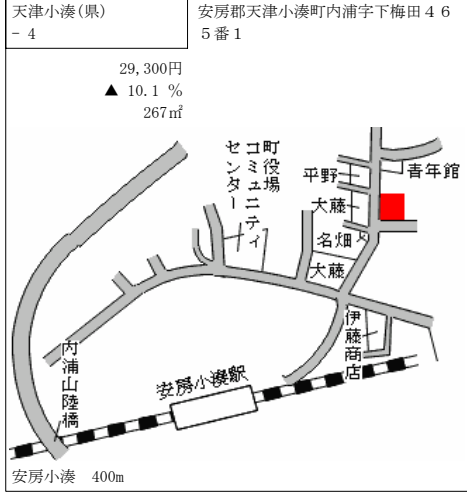 天津小湊(県)
- 4
安房郡天津小湊町内浦字下梅田４６
５番１
29,300円
▲ 10.1 %
267㎡
町役場
コミュニティ
センター
平野
青年館
大藤
名畑
大藤
伊藤商店
内浦山陸橋
安房小湊駅
安房小湊　400m